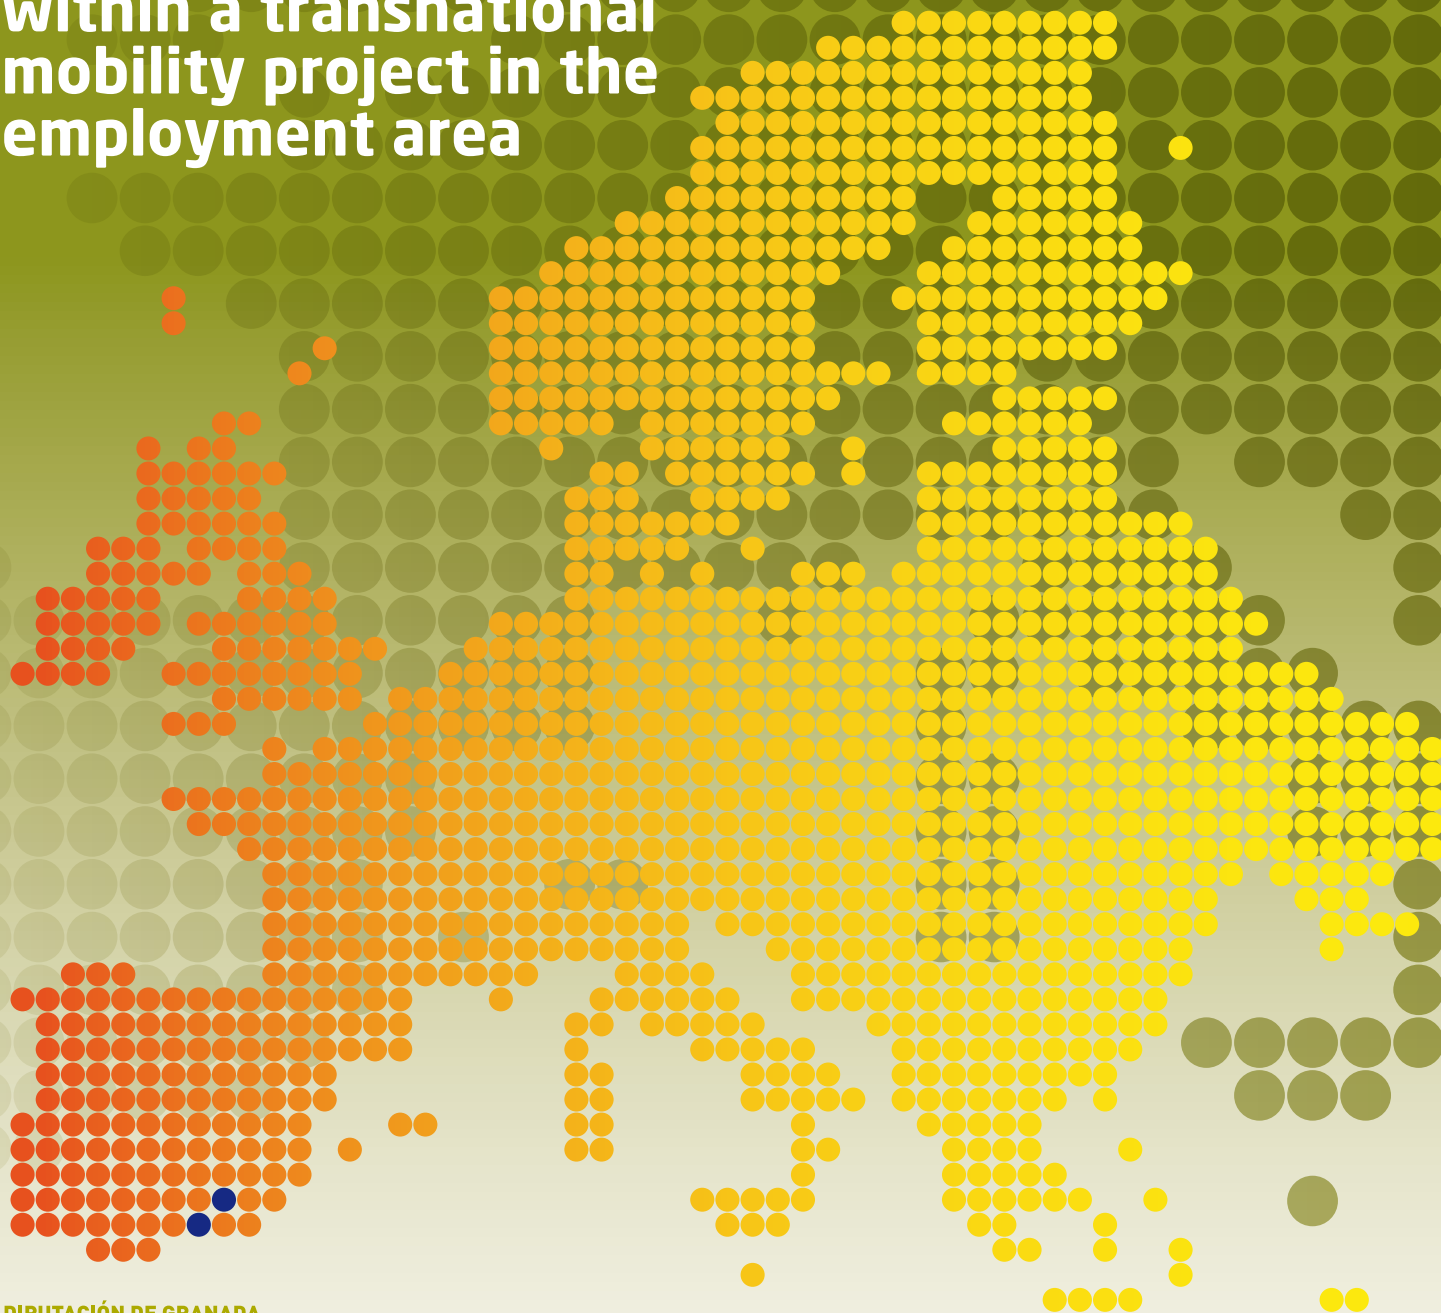 within a transnational
mobility project in the
employment area
DIPUTACIÓN DE GRANADA